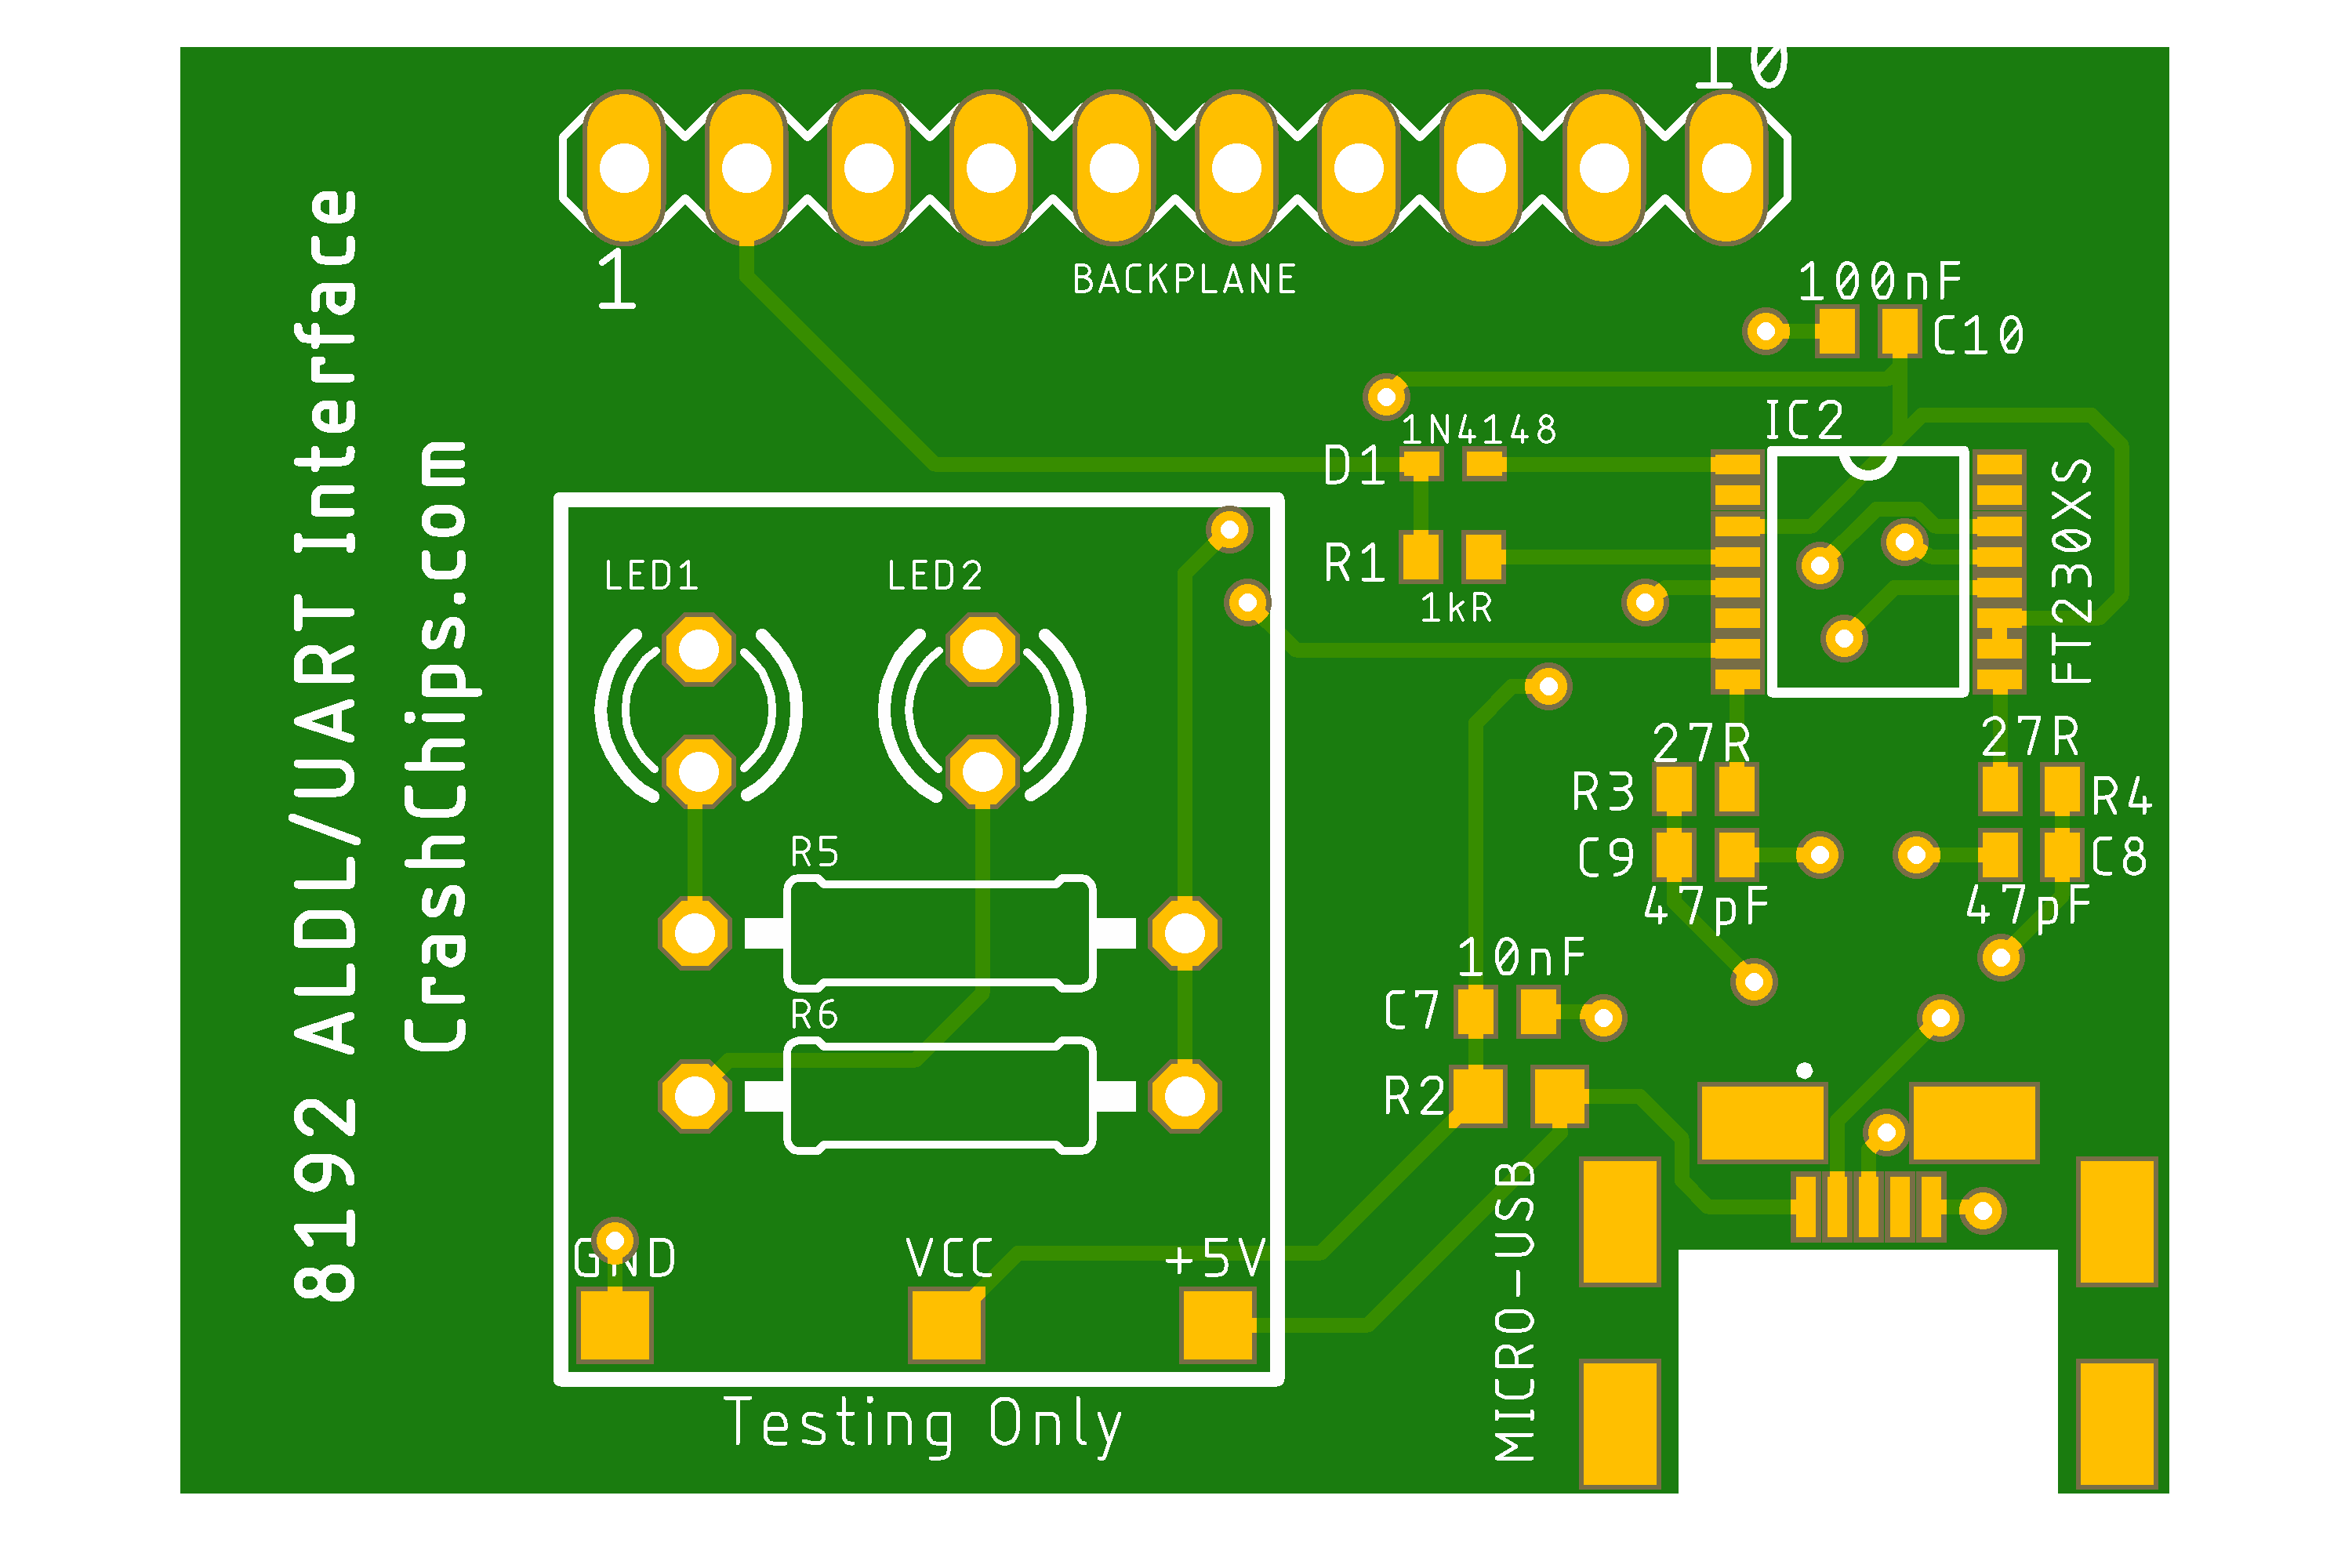 10
1
BACKPLANE
100nF
C10
1N4148
D1
IC2
FT230XS
R1
1kR
8192 ALDL/UART Interface
CrashChips.com
LED1
LED2
27R
27R
R3
R4
C9
C8
47pF
47pF
R5
10nF
C7
R6
R2
GND
VCC
+5V
MICRO-USB
Testing Only